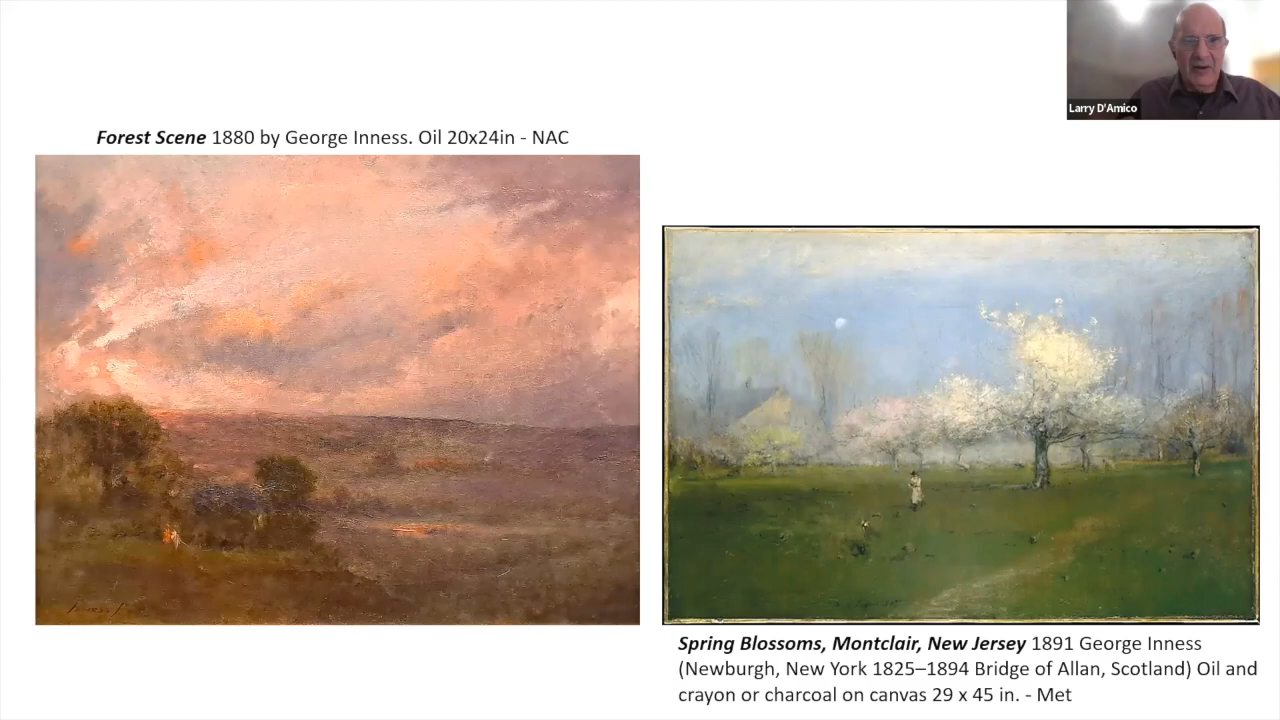 Larry D'Amico
Forest Scene 1880 by George Inness. Oil 20x24in - NAC
Spring Blossoms, Montclair, New Jersey 1891 George Inness
(Newburgh, New York 1825–1894 Bridge of Allan, Scotland) Oil and
crayon or charcoal on canvas 29 x 45 in. - Met